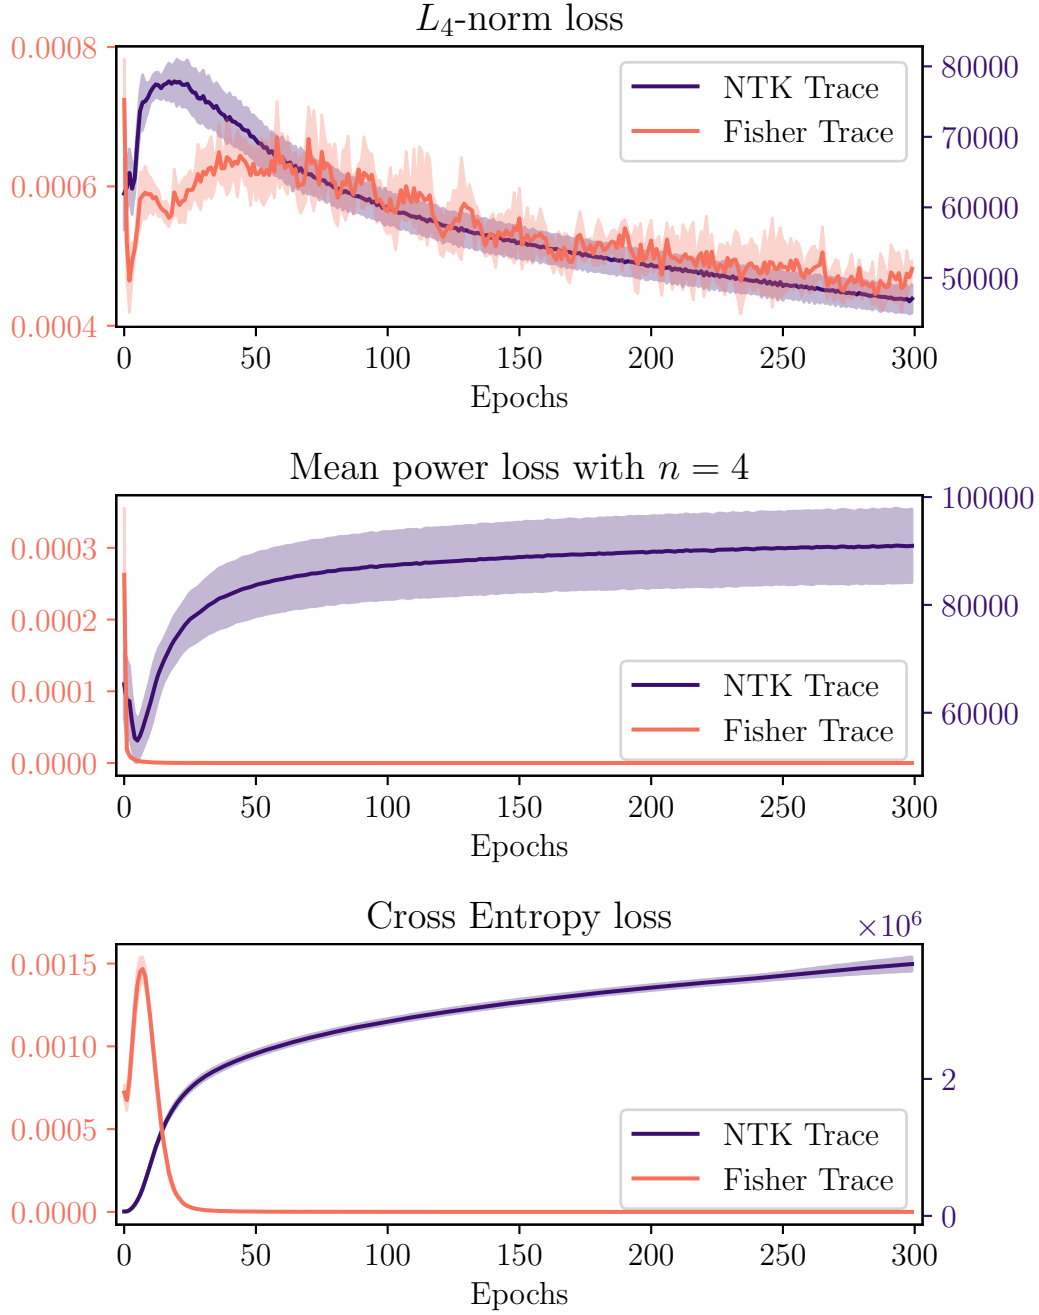 L₄-norm loss
0.0008
0.0006
0.0004
80000
70000
60000
50000
NTK Trace
Fisher Trace
0 50 100 150 200 250 300
Epochs
Mean power loss with n = 4
0.0003
0.0002
0.0001
0.0000
100000
80000
60000
NTK Trace
Fisher Trace
0 50 100 150 200 250 300
Epochs
Cross Entropy loss
×10⁶
0.0015
0.0010
0.0005
0.0000
2
0
NTK Trace
Fisher Trace
0 50 100 150 200 250 300
Epochs